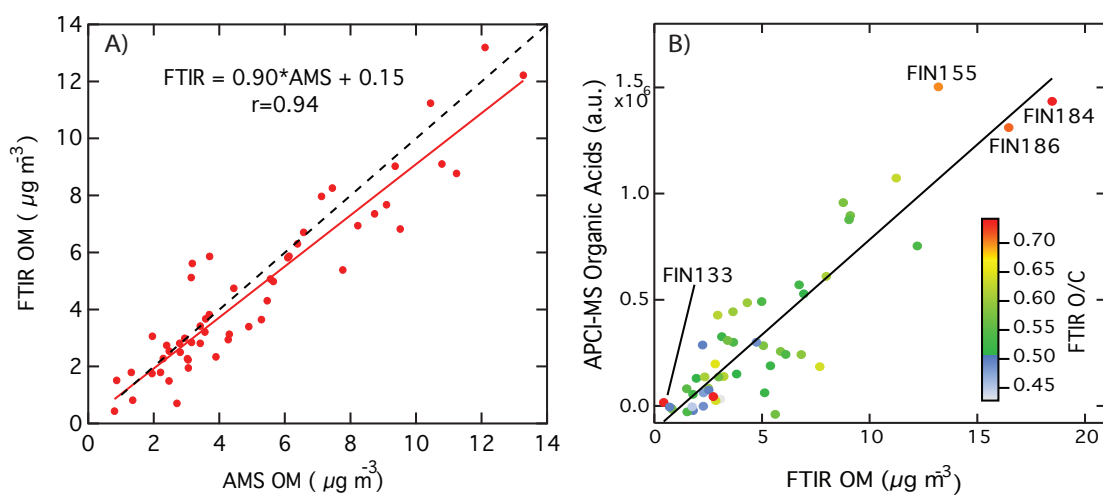 A)
FTIR = 0.90*AMS + 0.15
r=0.94
FTIR OM ( µg m-3)
14
12
10
8
6
4
2
0
0 2 4 6 8 10 12 14
AMS OM ( µg m-3)
B)
APCI-MS Organic Acids (a.u.)
1.5
x10 6
1.0
0.5
0.0
FIN155
FIN184
FIN186
FIN133
0.70
0.65
0.60
0.55
0.50
0.45
FTIR O/C
0 5 10 15 20
FTIR OM (µg m-3)